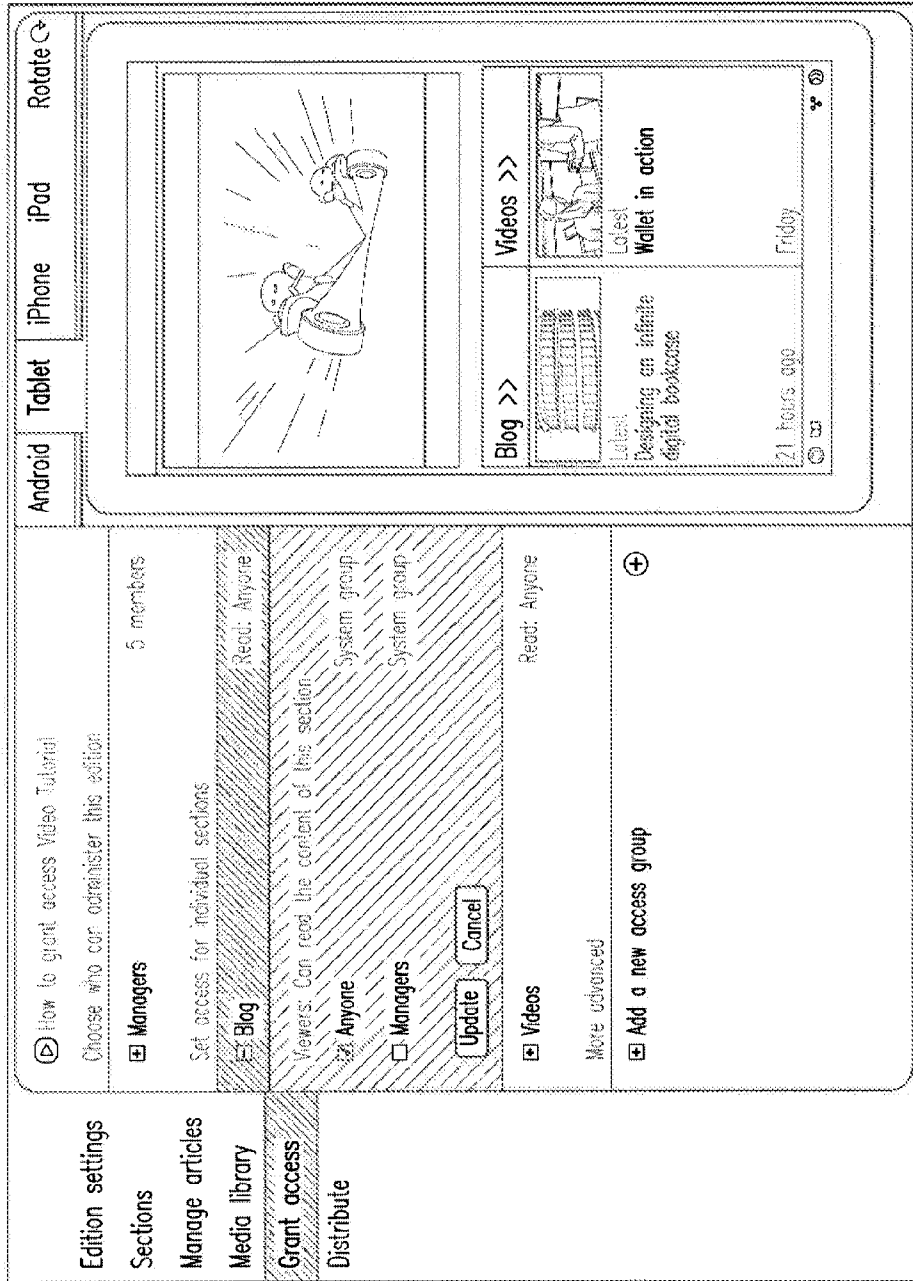 Edition settings
Sections
Manage articles
Media library
Grant access
Distribute
How to grant access Video Tutorial
Choose who can administer this edition
Managers 5 members
Set access for individual sections
Blog Read: Anyone
Viewers: Can read the content of this section
Anyone System group
Managers System group
Update Cancel
Videos Read: Anyone
More advanced
Add a new access group
Android Tablet iPhone iPad Rotate
Blog >> Videos >>
Latest
Designing an infinite
digital bookcase
21 hours ago
Latest
Wallet in action
Friday